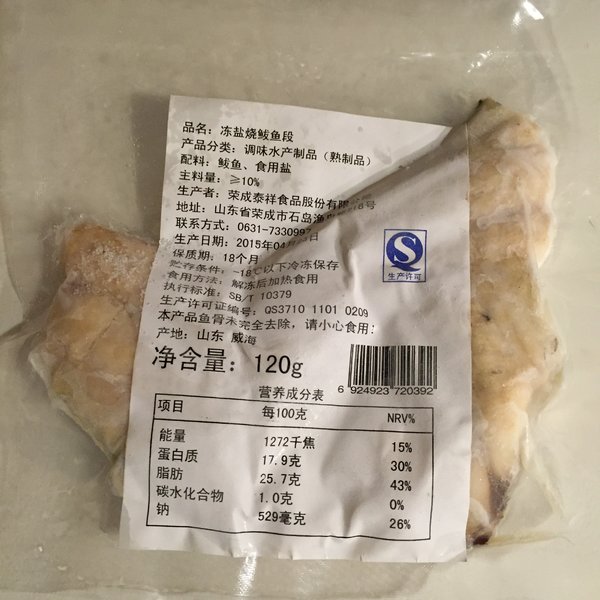 品名：冻盐烧鲅鱼段
产品分类：调味水产制品（熟制品）
配料：鲅鱼、食用盐
主料量：≥10%
生产者：荣成泰祥食品股份有限公司
地址：山东省荣成市石岛渔 号
联系方式：0631-7330997
生产日期：2015年04月 日
保质期：18个月
贮存条件：-18℃以下冷冻保存
食用方法：解冻后加热食用
执行标准：SB/T 10379
生产许可证编号：QS3710 1101 0209
本产品鱼骨未完全去除，请小心食用！
产地：山东 威海
净含量：120g
QS
生产许可
6 924923 720392
营养成分表
项目 每100克 NRV%
能量 1272千焦 15%
蛋白质 17.9克 30%
脂肪 25.7克 43%
碳水化合物 1.0克 0%
钠 529毫克 26%